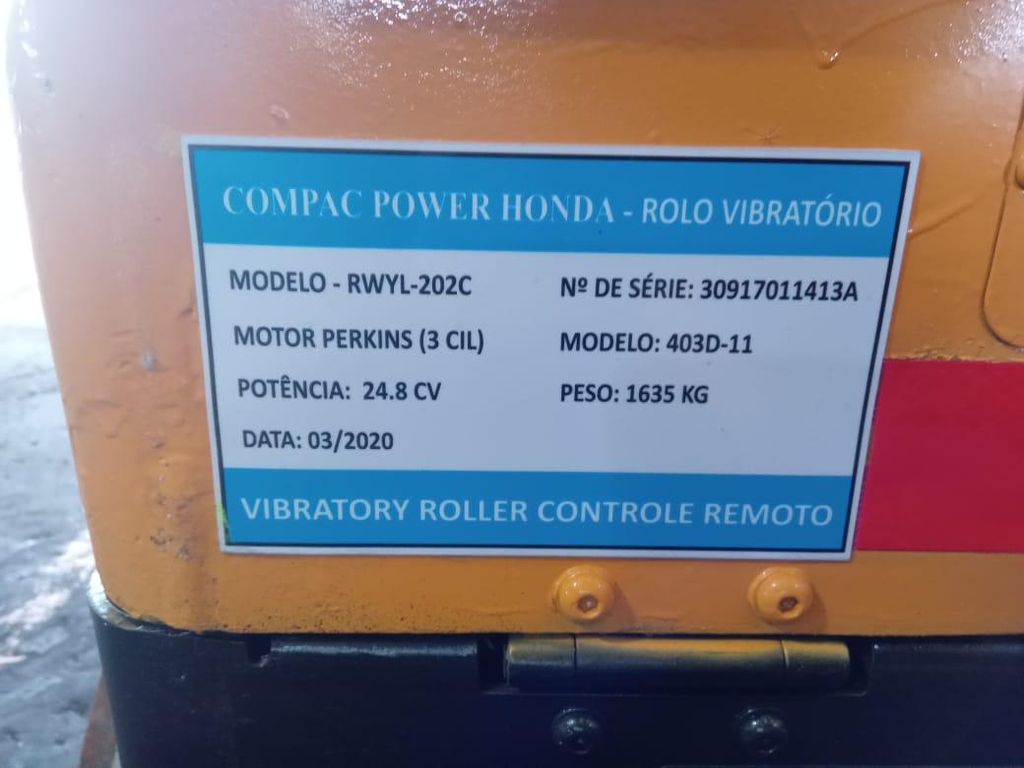 COMPAC POWER HONDA - ROLO VIBRATÓRIO
MODELO - RWYL-202C Nº DE SÉRIE: 30917011413A
MOTOR PERKINS (3 CIL) MODELO: 403D-11
POTÊNCIA: 24.8 CV PESO: 1635 KG
DATA: 03/2020
VIBRATORY ROLLER CONTROLE REMOTO